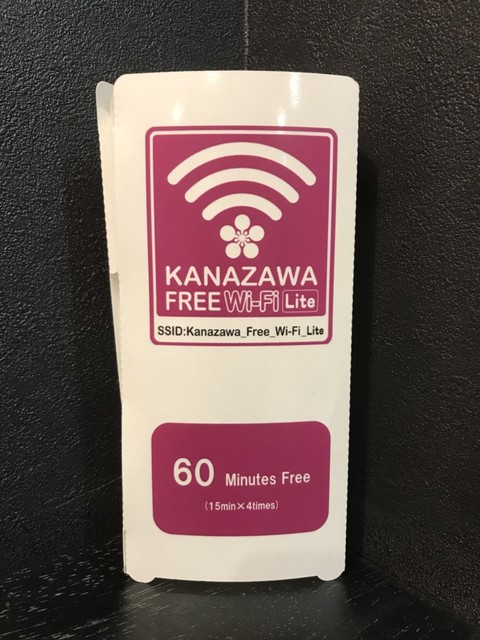 KANAZAWA
FREE Wi-Fi Lite
SSID:Kanazawa_Free_Wi-Fi_Lite
60 Minutes Free
(15min×4times)